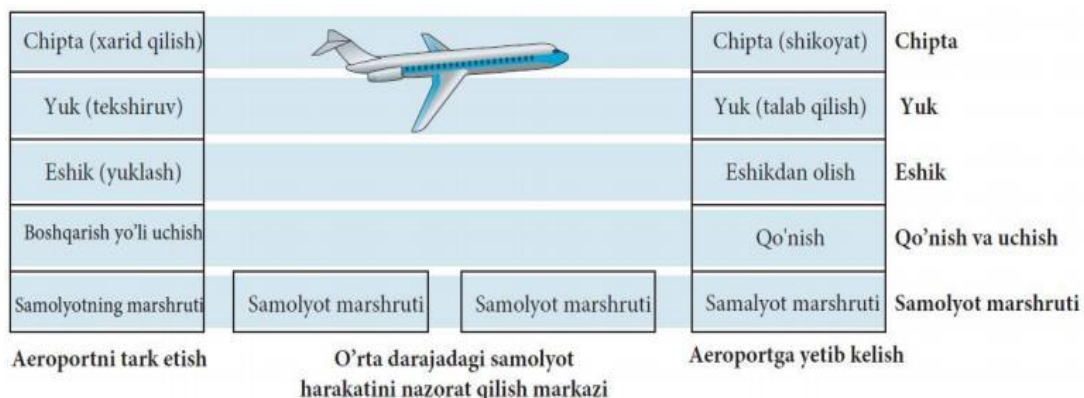 Chipta (xarid qilish)
Chipta (shikoyat)
Chipta
Yuk (tekshiruv)
Yuk (talab qilish)
Yuk
Eshik (yuklash)
Eshikdan olish
Eshik
Boshqarish yo’li uchish
Qo'nish
Qo’nish va uchish
Samolyotning marshruti
Samolyot marshruti
Samolyot marshruti
Samalyot marshruti
Samolyot marshruti
Aeroportni tark etish
O’rta darajadagi samolyot
harakatini nazorat qilish markazi
Aeroportga yetib kelish